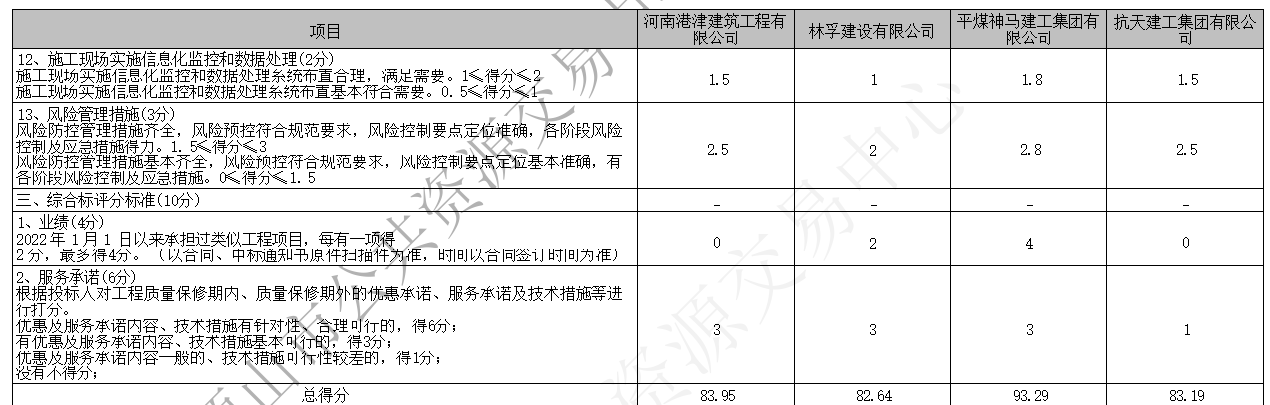 项目
河南港津建筑工程有限公司
林孚建设有限公司
平煤神马建工集团有限公司
抗天建工集团有限公司
12、施工现场实施信息化监控和数据处理(2分)
施工现场实施信息化监控和数据处理系统布置合理，满足需要。1≤得分≤2
施工现场实施信息化监控和数据处理系统布置基本符合需要。0.5≤得分≤1
1.5
1
1.8
1.5
13、风险管理措施(3分)
风险防控管理措施齐全，风险预控符合规范要求，风险控制要点定位准确，各阶段风险
控制及应急措施得力。1.5≤得分≤3
风险防控管理措施基本齐全，风险预控符合规范要求，风险控制要点定位基本准确，有
各阶段风险控制及应急措施。0≤得分≤1.5
2.5
2
2.8
2.5
三、综合标评分标准(10分)
–
–
–
–
1、业绩(4分)
2022年1月1日以来承担过类似工程项目，每有一项得
2分，最多得4分。（以合同、中标通知书原件扫描件为准，时间以合同签订时间为准）
0
2
4
0
2、服务承诺(6分)
根据投标人对工程质量保修期内、质量保修期外的优惠承诺、服务承诺及技术措施等进
行打分。
优惠及服务承诺内容、技术措施有针对性、合理可行的，得6分；
有优惠及服务承诺内容、技术措施基本可行的，得3分；
优惠及服务承诺内容一般的、技术措施可行性较差的，得1分；
没有不得分；
3
3
3
1
总得分
83.95
82.64
93.29
83.19
顶山市公共资源交易中
资源交易中心